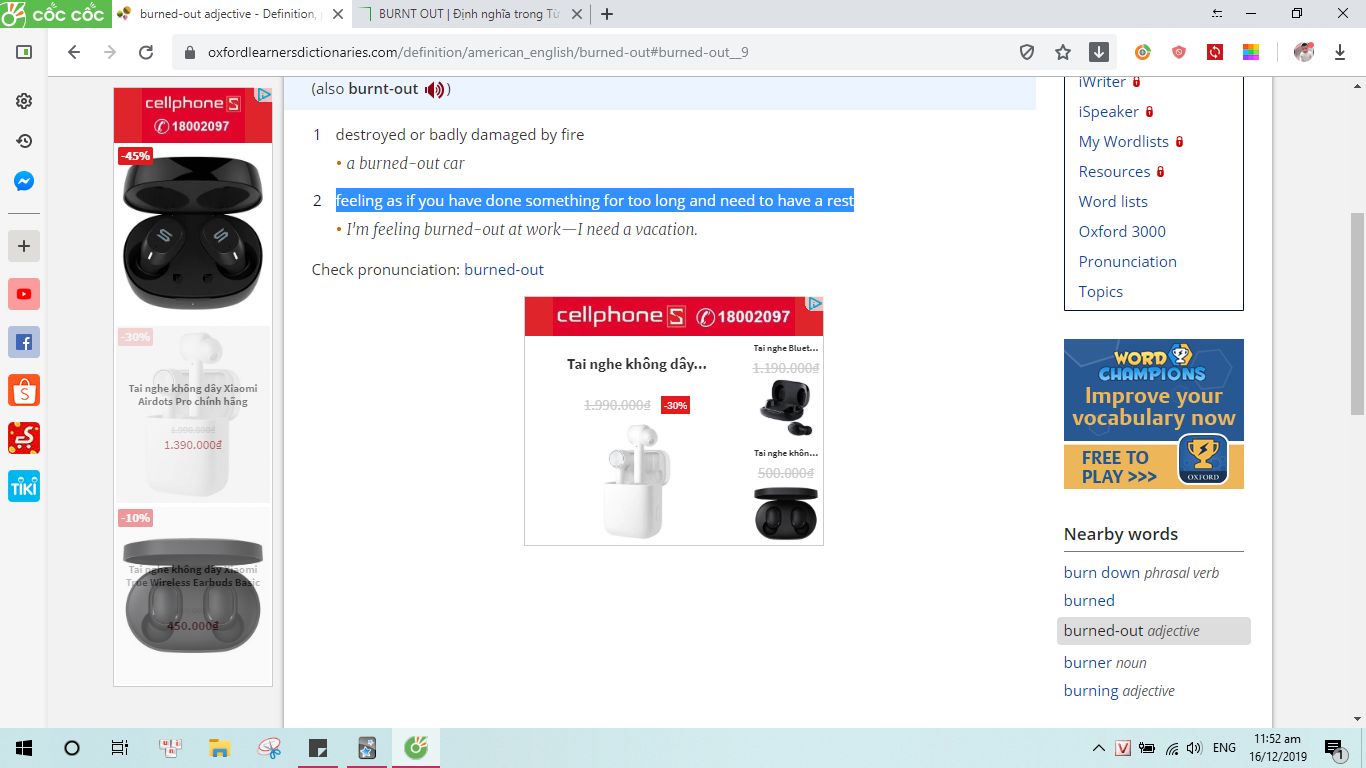 cốc cốc
burned-out adjective - Definition,
BURNT OUT | Định nghĩa trong Từ
oxfordlearnersdictionaries.com/definition/american_english/burned-out#burned-out__9
cellphone S
18002097
-45%
-30%
Tai nghe không dây Xiaomi
Airdots Pro chính hãng
1.990.000₫
1.390.000₫
-10%
Tai nghe không dây Xiaomi
True Wireless Earbuds Basic
450.000₫
(also burnt-out )
1 destroyed or badly damaged by fire
• a burned-out car
2 feeling as if you have done something for too long and need to have a rest
• I'm feeling burned-out at work—I need a vacation.
Check pronunciation: burned-out
cellphone S 18002097
Tai nghe không dây...
1.990.000₫ -30%
Tai nghe Bluet...
1.190.000₫
Tai nghe khôn...
500.000₫
iWriter
iSpeaker
My Wordlists
Resources
Word lists
Oxford 3000
Pronunciation
Topics
WORD
CHAMPIONS
Improve your
vocabulary now
FREE TO
PLAY >>>
OXFORD
Nearby words
burn down phrasal verb
burned
burned-out adjective
burner noun
burning adjective
TIKI
ENG
11:52 am
16/12/2019
1